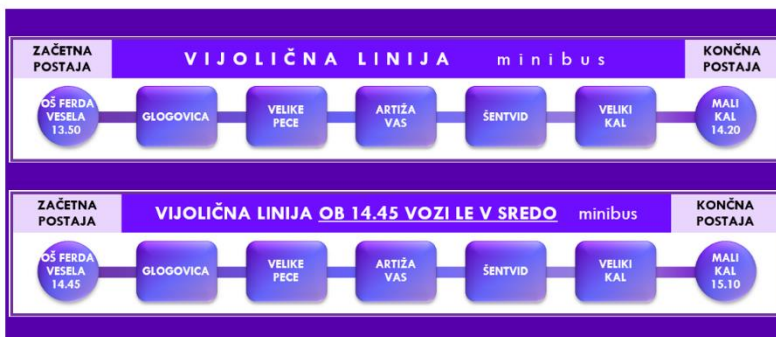 ZAČETNA
POSTAJA
VIJOLIČNA LINIJA minibus
KONČNA
POSTAJA
OŠ FERDA
VESELA
13.50
GLOGOVICA
VELIKE
PECE
ARTIŽA
VAS
ŠENTVID
VELIKI
KAL
MALI
KAL
14.20
ZAČETNA
POSTAJA
VIJOLIČNA LINIJA OB 14.45 VOZI LE V SREDO minibus
KONČNA
POSTAJA
OŠ FERDA
VESELA
14.45
GLOGOVICA
VELIKE
PECE
ARTIŽA
VAS
ŠENTVID
VELIKI
KAL
MALI
KAL
15.10